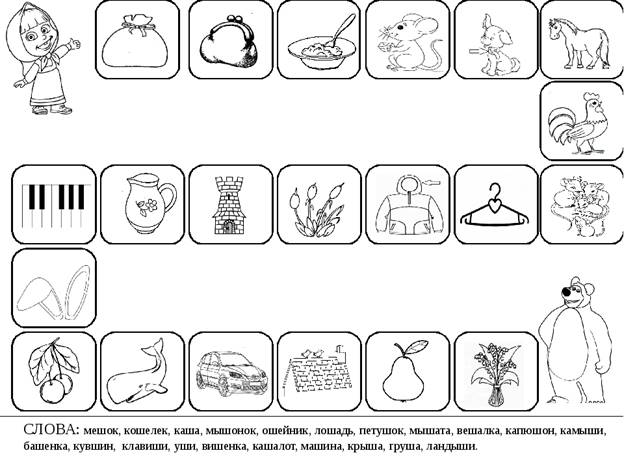 СЛОВА: мешок, кошелек, каша, мышонок, ошейник, лошадь, петушок, мышата, вешалка, капюшон, камыши,
башенка, кувшин, клавиши, уши, вишенка, кашалот, машина, крыша, груша, ландыши.